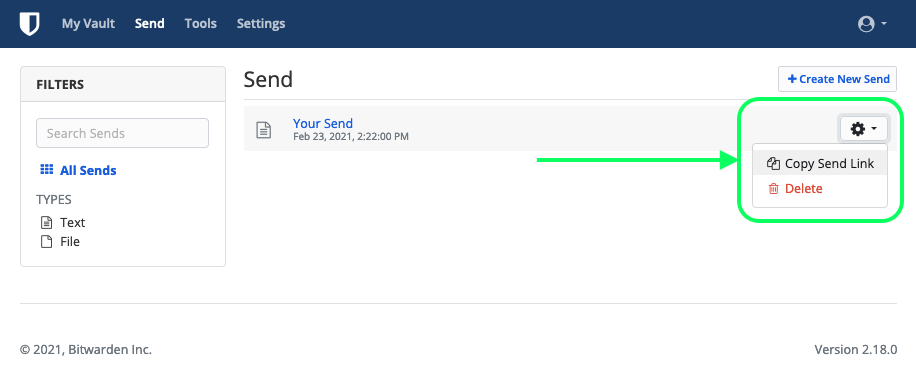 My Vault Send Tools Settings
FILTERS
Search Sends
All Sends
TYPES
Text
File
Send
+ Create New Send
Your Send
Feb 23, 2021, 2:22:00 PM
Copy Send Link
Delete
© 2021, Bitwarden Inc.
Version 2.18.0